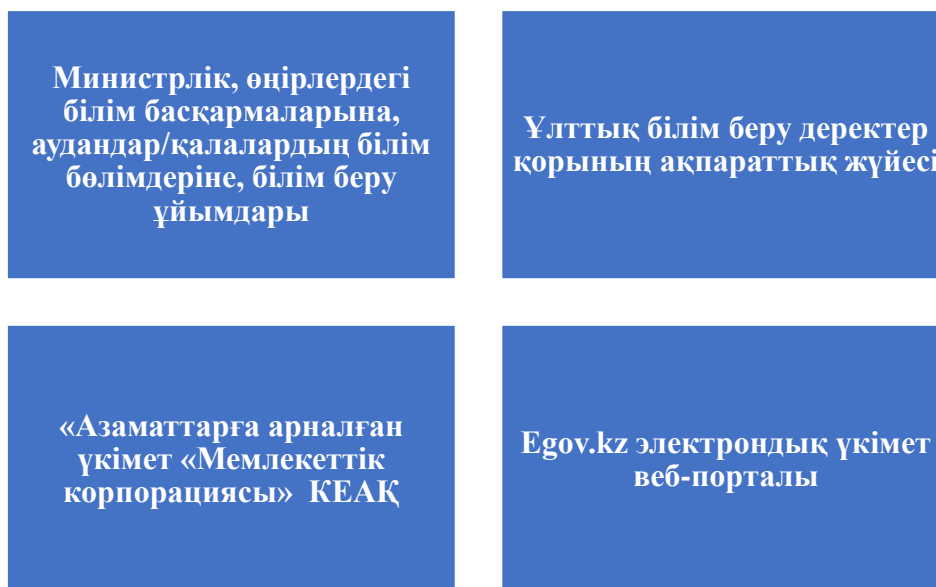 Министрлік, өңірлердегі
білім басқармаларына,
аудандар/қалалардың білім
бөлімдеріне, білім беру
ұйымдары
Ұлттық білім беру деректер
қорының ақпараттық жүйесі
«Азаматтарға арналған
үкімет «Мемлекеттік
корпорациясы»  КЕАҚ
Egov.kz электрондық үкімет
веб-порталы